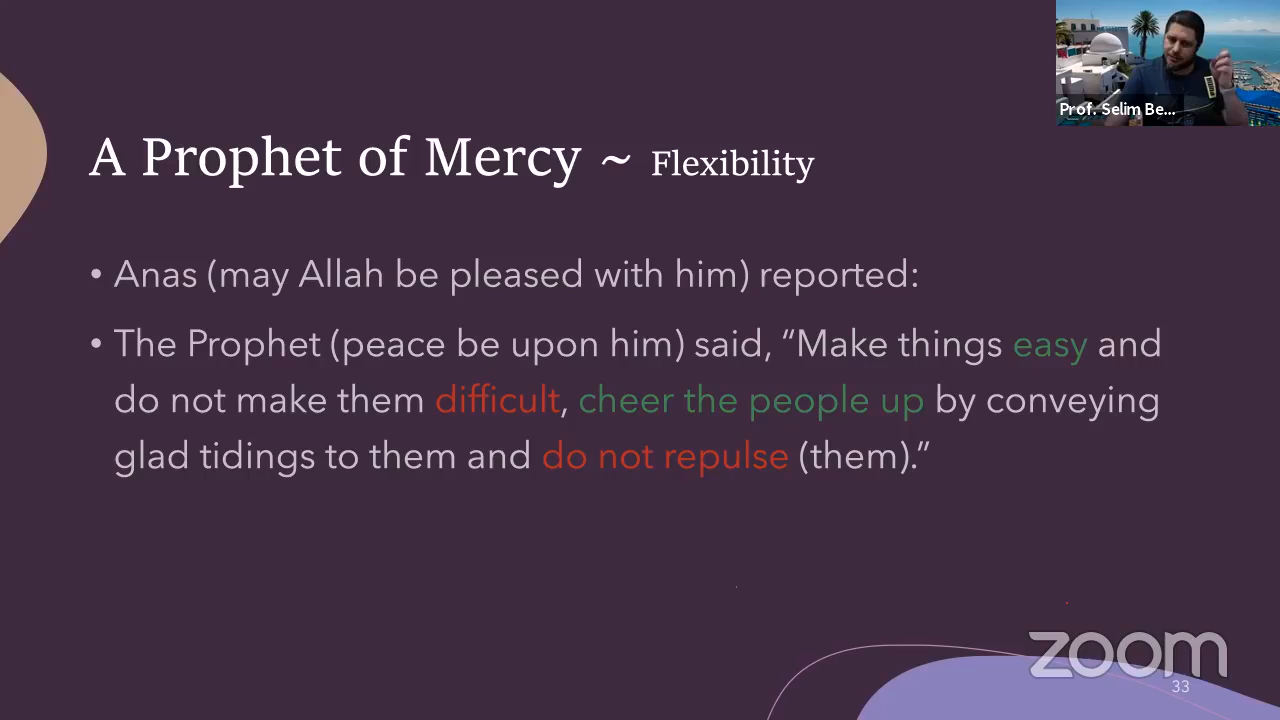 Prof. Selim Be...
A Prophet of Mercy ~ Flexibility
• Anas (may Allah be pleased with him) reported:
• The Prophet (peace be upon him) said, “Make things easy and
do not make them difficult, cheer the people up by conveying
glad tidings to them and do not repulse (them).”
zoom
33